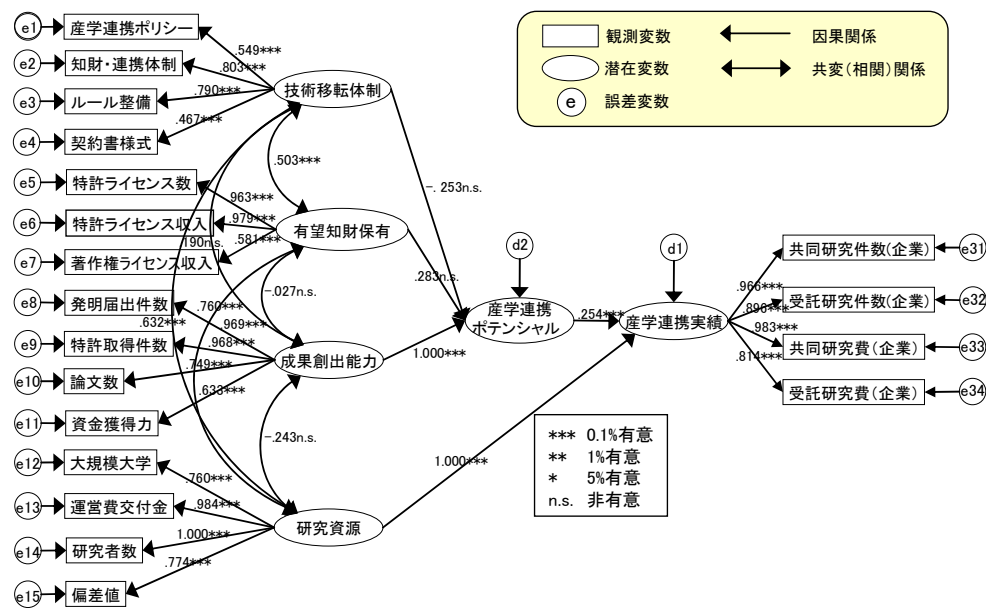 e1
産学連携ポリシー
e2
知財・連携体制
e3
ルール整備
e4
契約書様式
e5
特許ライセンス数
e6
特許ライセンス収入
e7
著作権ライセンス収入
e8
発明届出件数
e9
特許取得件数
e10
論文数
e11
資金獲得力
e12
大規模大学
e13
運営費交付金
e14
研究者数
e15
偏差値
.549***
.803***
.790***
.467***
.963***
.979***
.581***
.190n.s.
.760***
.969***
.968***
.749***
.633***
.632***
.760***
.984***
1.000***
.774***
技術移転体制
有望知財保有
成果創出能力
研究資源
.503***
-.027n.s.
-.243n.s.
-. 253n.s.
.283n.s.
1.000***
1.000***
d2
産学連携
ポテンシャル
.254***
d1
産学連携実績
.966***
.896***
.983***
.814***
共同研究件数(企業)
e31
受託研究件数(企業)
e32
共同研究費(企業)
e33
受託研究費(企業)
e34
観測変数
因果関係
潜在変数
共変(相関)関係
e
誤差変数
*** 0.1%有意
** 1%有意
* 5%有意
n.s. 非有意